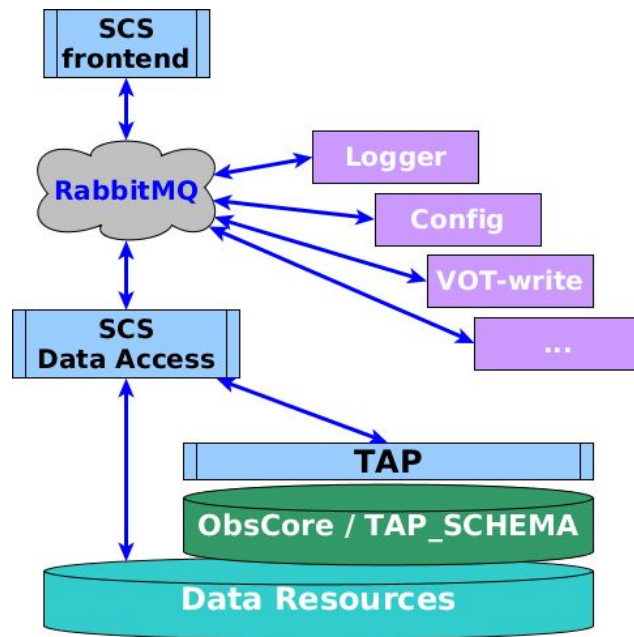 SCS
frontend
RabbitMQ
Logger
Config
VOT-write
SCS
Data Access
...
TAP
ObsCore / TAP_SCHEMA
Data Resources